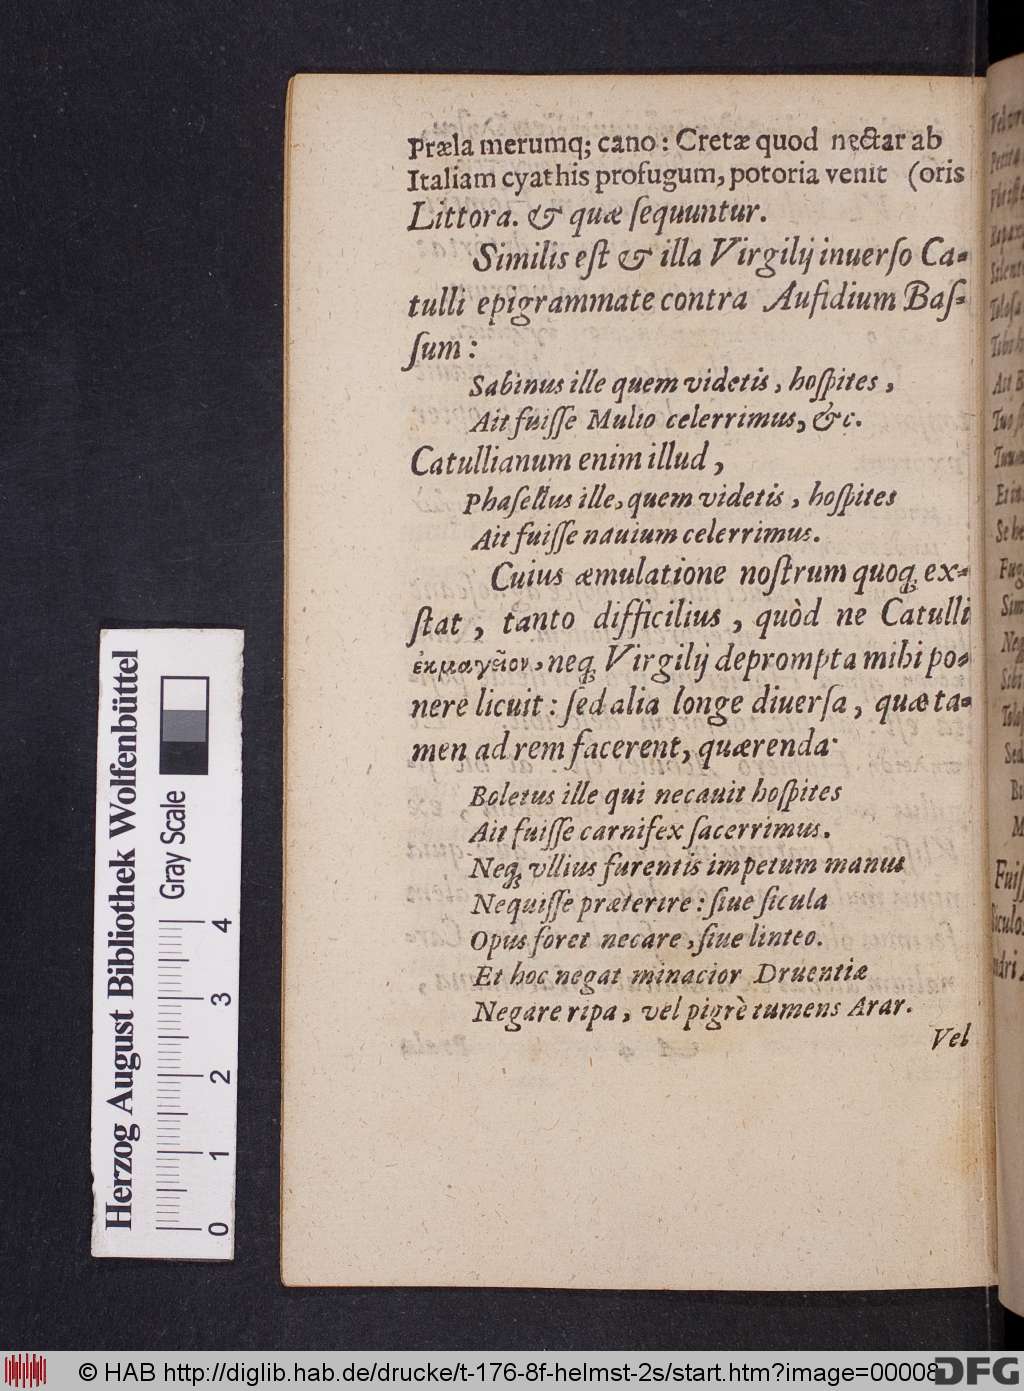 Præla merumq; cano: Cretæ quod nectar ab
Italiam cyathis profugum, potoria venit (oris
Littora. & quæ ſequuntur.
Similis eſt & illa Virgilij inuerſo Ca-
tulli epigrammate contra Aufidium Baſ-
ſum:
Sabinus ille quem videtis, hoſpites,
Ait fuiſſe Mulio celerrimus, &c.
Catullianum enim illud,
Phaſellus ille, quem videtis, hoſpites
Ait fuiſſe nauium celerrimus.
Cuius æmulatione noſtrum quoq; ex-
ſtat, tanto difficilius, quòd ne Catulli
ἐκμαγεῖον, neq; Virgilij deprompta mihi po-
nere licuit: ſed alia longe diuerſa, quæ ta-
men ad rem facerent, quærenda·
Boletus ille qui necauit hoſpites
Ait fuiſſe carnifex ſacerrimus.
Neq; vllius furentis impetum manus
Nequiſſe præterire: ſiue ſicula
Opus foret necare, ſiue linteo.
Et hoc negat minacior Druentiæ
Negare ripa, vel pigrè tumens Arar.
Vel
Herzog August Bibliothek Wolfenbüttel
Gray Scale
0 1 2 3 4
© HAB http://diglib.hab.de/drucke/t-176-8f-helmst-2s/start.htm?image=00008
DFG